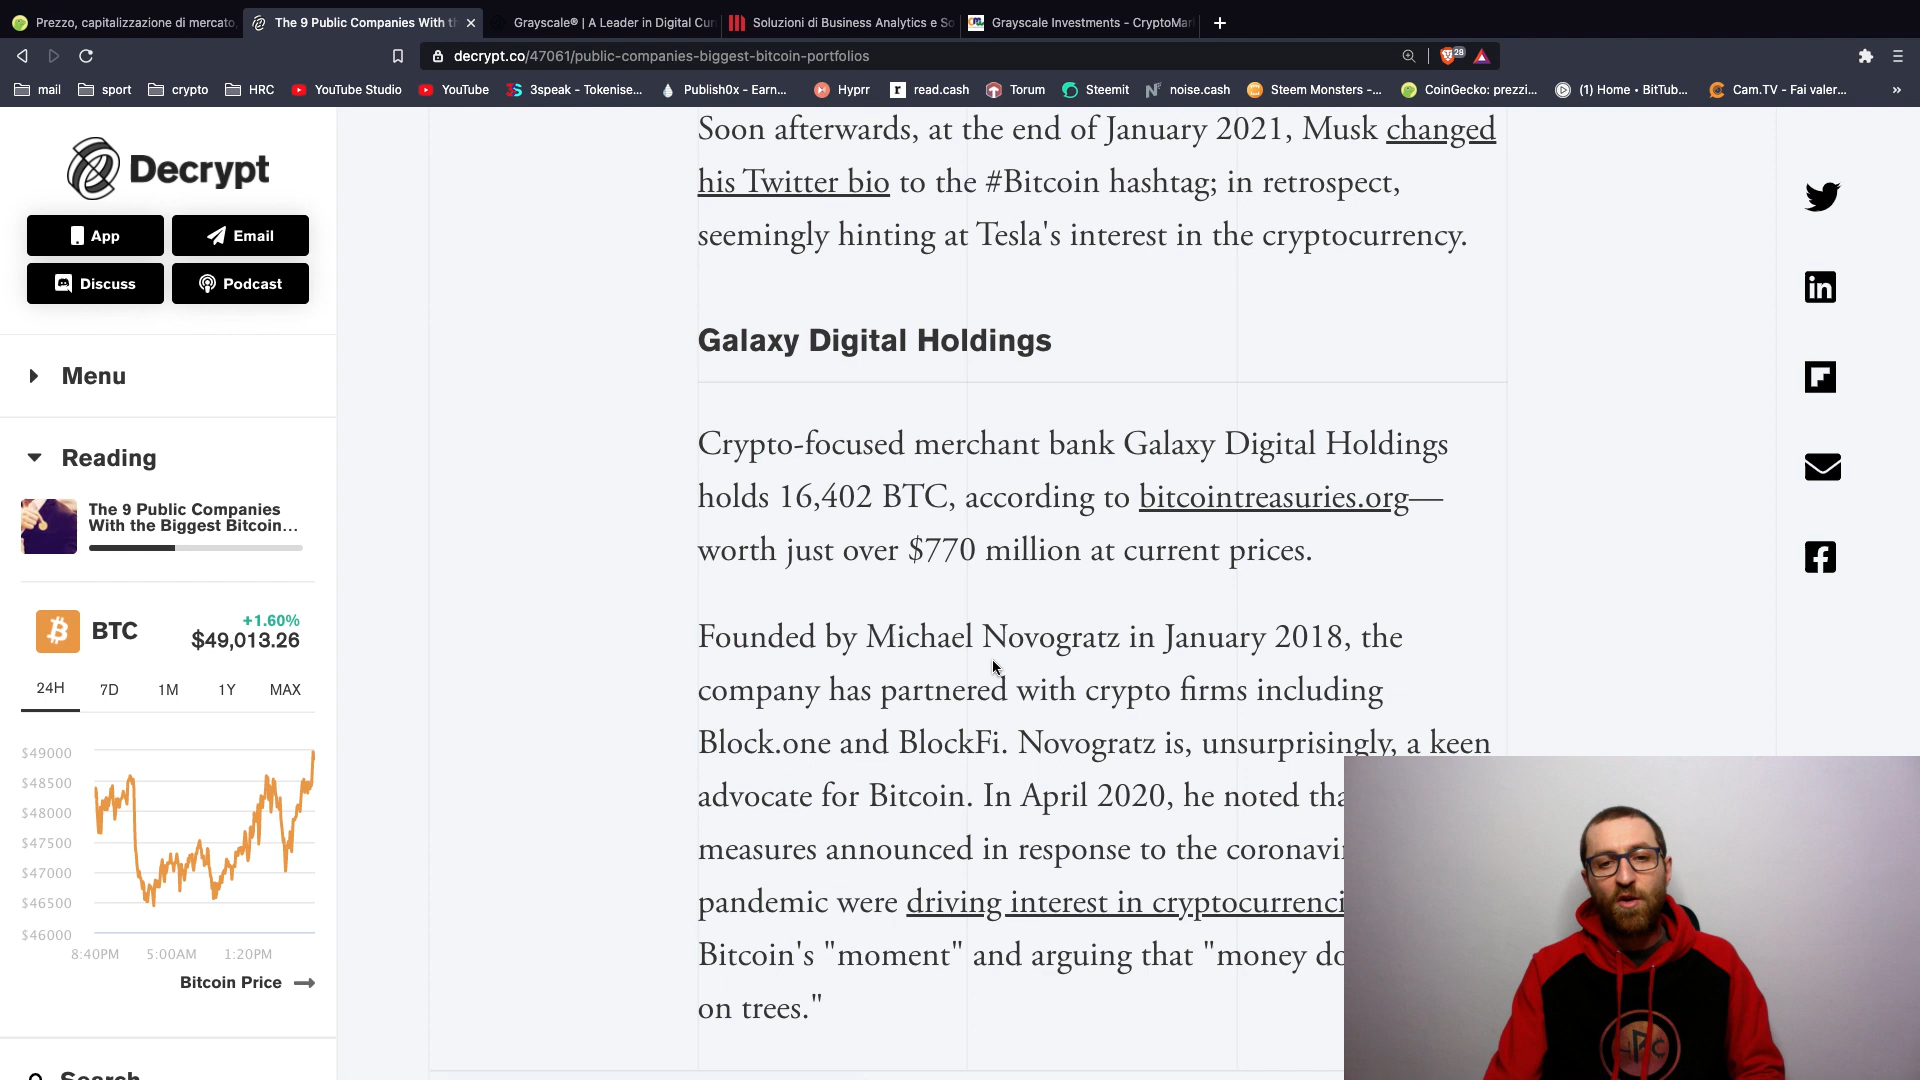 Prezzo, capitalizzazione di mercato,
The 9 Public Companies With t
Grayscale® | A Leader in Digital Cur
Soluzioni di Business Analytics e So
Grayscale Investments - CryptoMar
decrypt.co/47061/public-companies-biggest-bitcoin-portfolios
28
mail
sport
crypto
HRC
YouTube Studio
YouTube
3speak - Tokenise...
Publish0x - Earn...
Hyprr
read.cash
Torum
Steemit
noise.cash
Steem Monsters -...
CoinGecko: prezzi...
(1) Home • BitTub...
Cam.TV - Fai valer...
Decrypt
App
Email
Discuss
Podcast
Menu
Reading
The 9 Public Companies
With the Biggest Bitcoin...
BTC
+1.60%
$49,013.26
24H 7D 1M 1Y MAX
$49000
$48500
$48000
$47500
$47000
$46500
$46000
8:40PM 5:00AM 1:20PM
Bitcoin Price
Search
Soon afterwards, at the end of January 2021, Musk changed
his Twitter bio to the #Bitcoin hashtag; in retrospect,
seemingly hinting at Tesla's interest in the cryptocurrency.
Galaxy Digital Holdings
Crypto-focused merchant bank Galaxy Digital Holdings
holds 16,402 BTC, according to bitcointreasuries.org—
worth just over $770 million at current prices.
Founded by Michael Novogratz in January 2018, the
company has partnered with crypto firms including
Block.one and BlockFi. Novogratz is, unsurprisingly, a keen
advocate for Bitcoin. In April 2020, he noted tha
measures announced in response to the coronavir
pandemic were driving interest in cryptocurrenci
Bitcoin's "moment" and arguing that "money do
on trees."